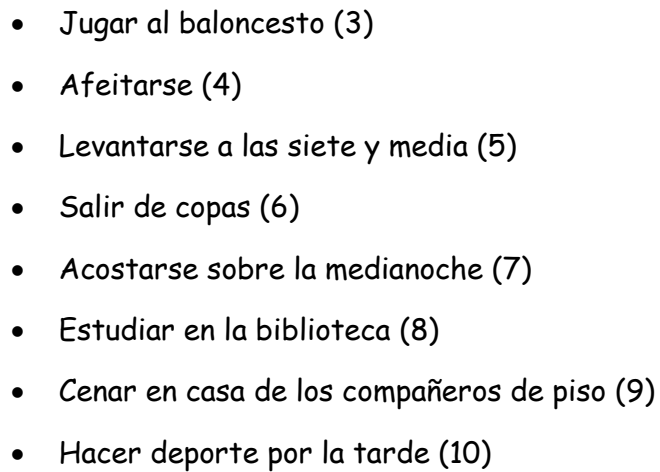 • Jugar al baloncesto (3)
• Afeitarse (4)
• Levantarse a las siete y media (5)
• Salir de copas (6)
• Acostarse sobre la medianoche (7)
• Estudiar en la biblioteca (8)
• Cenar en casa de los compañeros de piso (9)
• Hacer deporte por la tarde (10)